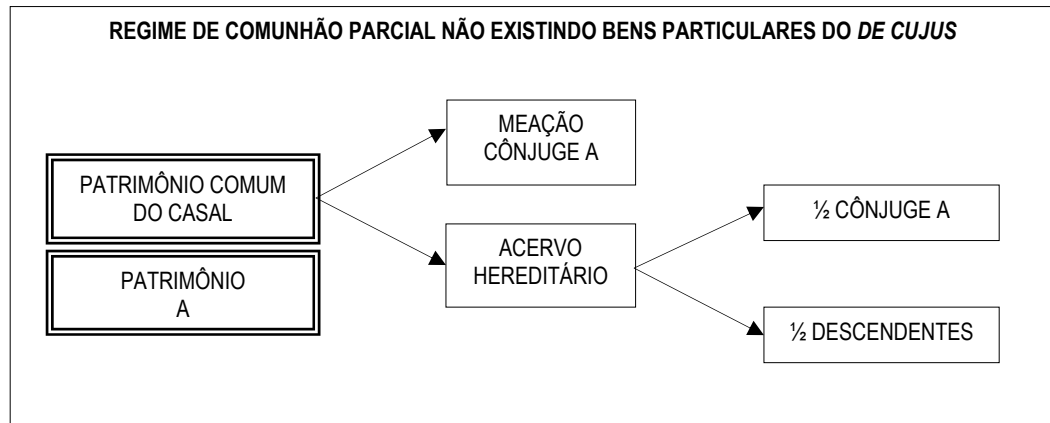 REGIME DE COMUNHÃO PARCIAL NÃO EXISTINDO BENS PARTICULARES DO DE CUJUS
MEAÇÃO
CÔNJUGE A
PATRIMÔNIO COMUM
DO CASAL
½ CÔNJUGE A
ACERVO
HEREDITÁRIO
PATRIMÔNIO
A
½ DESCENDENTES